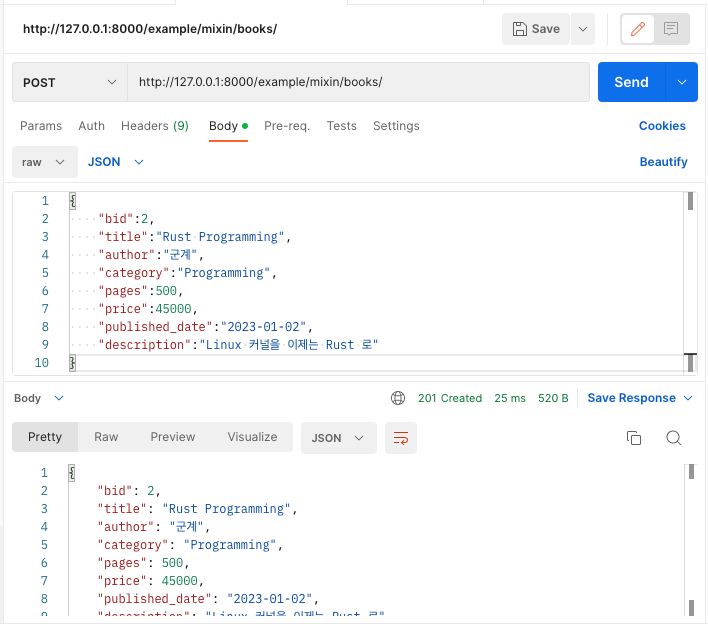 http://127.0.0.1:8000/example/mixin/books/
Save
POST http://127.0.0.1:8000/example/mixin/books/ Send
Params Auth Headers (9) Body Pre-req. Tests Settings Cookies
raw JSON Beautify
1 {
2 "bid":2,
3 "title":"Rust Programming",
4 "author":"군계",
5 "category":"Programming",
6 "pages":500,
7 "price":45000,
8 "published_date":"2023-01-02",
9 "description":"Linux 커널을 이제는 Rust 로"
10 }
Body 201 Created 25 ms 520 B Save Response
Pretty Raw Preview Visualize JSON
1 {
2 "bid": 2,
3 "title": "Rust Programming",
4 "author": "군계",
5 "category": "Programming",
6 "pages": 500,
7 "price": 45000,
8 "published_date": "2023-01-02",
9 "description": "Linux 커널을 이제는 Rust 로"